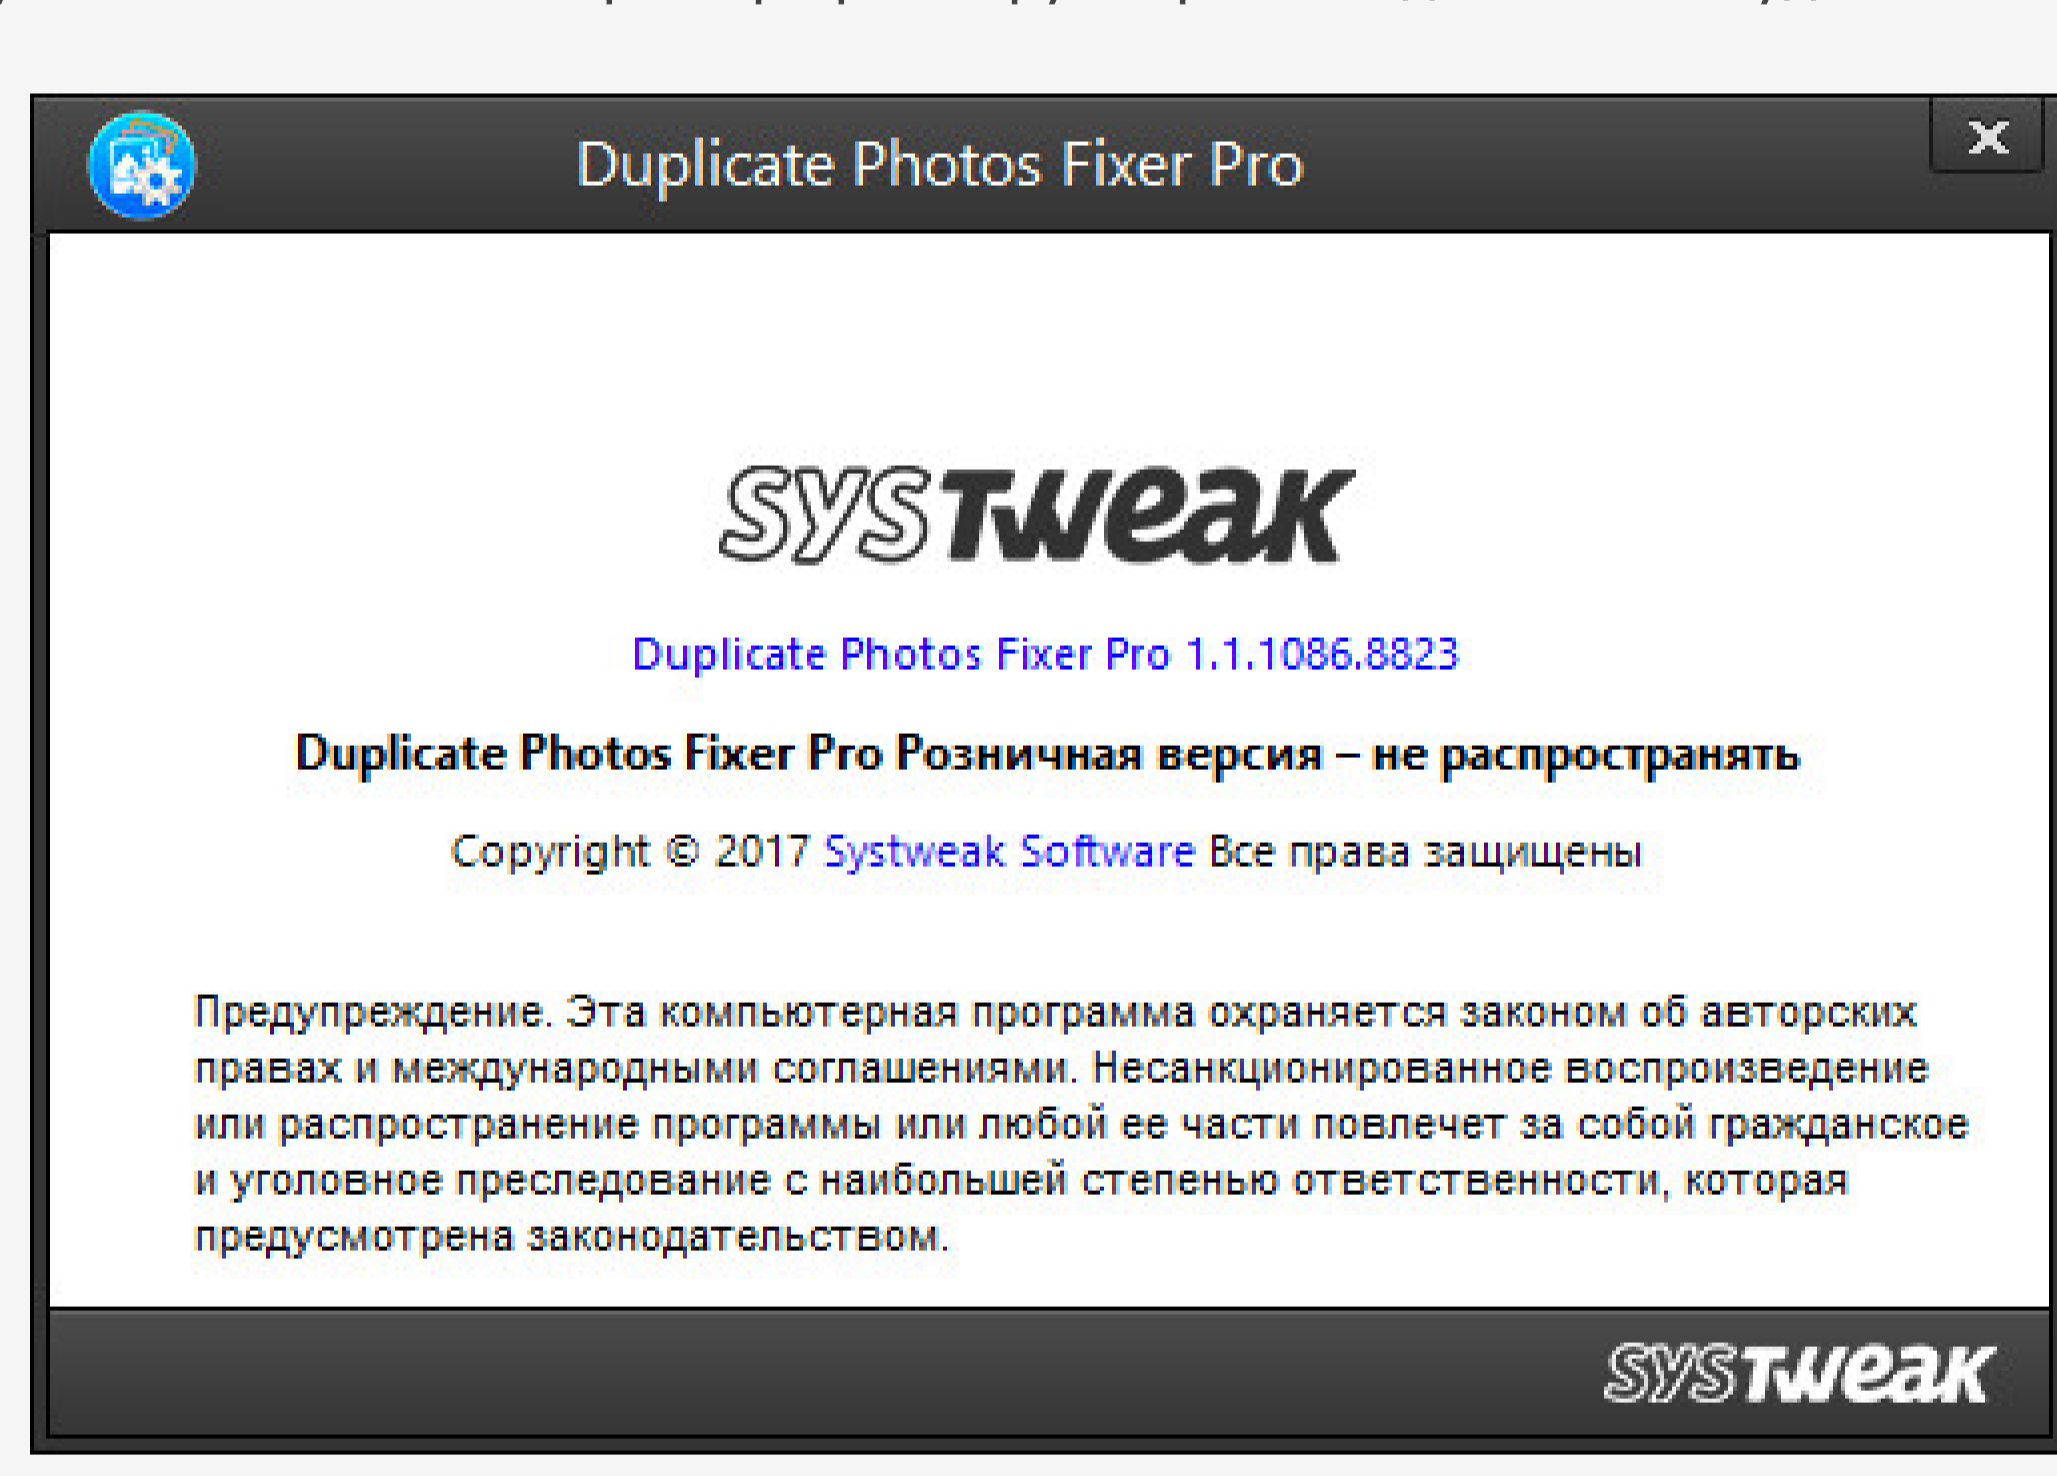 Duplicate Photos Fixer Pro
SYSTweak
Duplicate Photos Fixer Pro 1.1.1086.8823
Duplicate Photos Fixer Pro Розничная версия – не распространять
Copyright © 2017 Systweak Software Все права защищены
Предупреждение. Эта компьютерная программа охраняется законом об авторских
правах и международными соглашениями. Несанкционированное воспроизведение
или распространение программы или любой ее части повлечет за собой гражданское
и уголовное преследование с наибольшей степенью ответственности, которая
предусмотрена законодательством.
SYSTweak